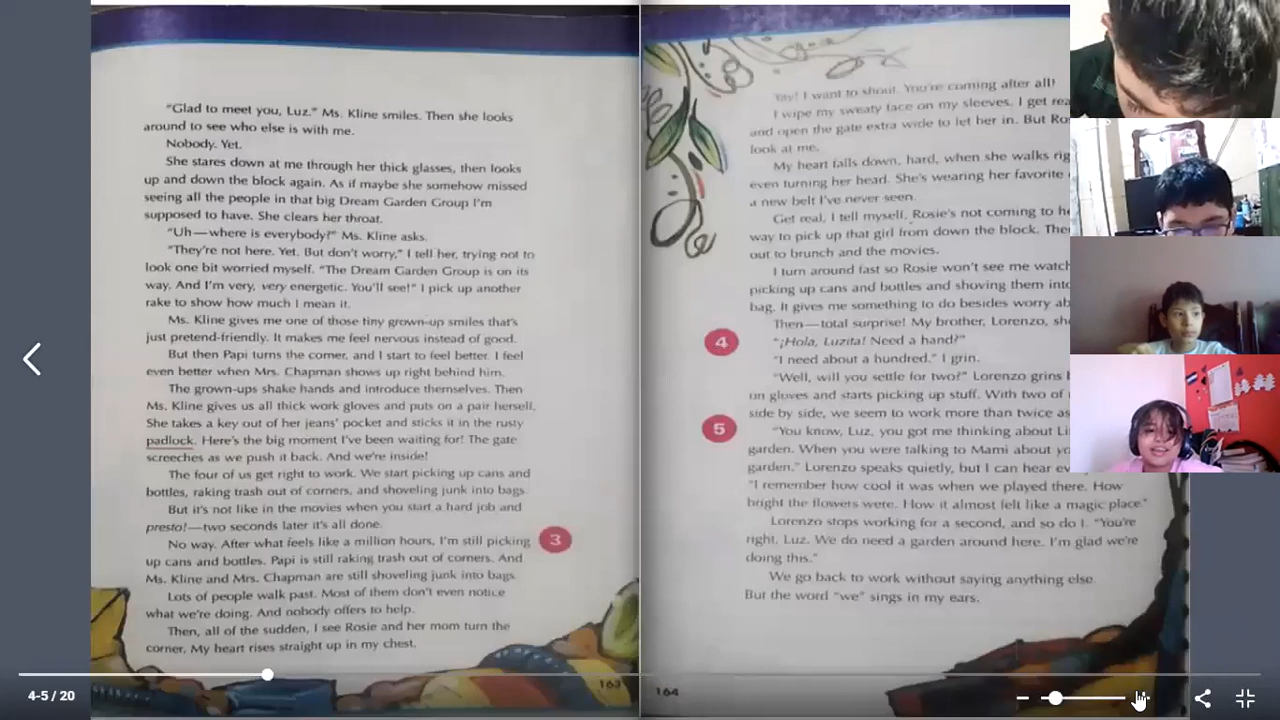 "Glad to meet you, Luz." Ms. Kline smiles. Then she looks
around to see who else is with me.
Nobody. Yet.
She stares down at me through her thick glasses, then looks
up and down the block again. As if maybe she somehow missed
seeing all the people in that big Dream Garden Group I'm
supposed to have. She clears her throat.
"Uh—where is everybody?" Ms. Kline asks.
"They're not here. Yet. But don't worry," I tell her, trying not to
look one bit worried myself. "The Dream Garden Group is on its
way. And I'm very, very energetic. You'll see!" I pick up another
rake to show how much I mean it.
Ms. Kline gives me one of those tiny grown-up smiles that's
just pretend-friendly. It makes me feel nervous instead of good.
But then Papi turns the corner, and I start to feel better. I feel
even better when Mrs. Chapman shows up right behind him.
The grown-ups shake hands and introduce themselves. Then
Ms. Kline gives us all thick work gloves and puts on a pair herself.
She takes a key out of her jeans' pocket and sticks it in the rusty
padlock. Here's the big moment I've been waiting for! The gate
screeches as we push it back. And we're inside!
The four of us get right to work. We start picking up cans and
bottles, raking trash out of corners, and shoveling junk into bags.
But it's not like in the movies when you start a hard job and
presto!—two seconds later it's all done.
No way. After what feels like a million hours, I'm still picking
up cans and bottles. Papi is still raking trash out of corners. And
Ms. Kline and Mrs. Chapman are still shoveling junk into bags.
Lots of people walk past. Most of them don't even notice
what we're doing. And nobody offers to help.
Then, all of the sudden, I see Rosie and her mom turn the
corner. My heart rises straight up in my chest.
3
163
Yay! I want to shout. You're coming after all!
I wipe my sweaty face on my sleeves. I get rea
and open the gate extra wide to let her in. But Ro
look at me.
My heart falls down, hard, when she walks rig
even turning her head. She's wearing her favorite
a new belt I've never seen.
Get real, I tell myself. Rosie's not coming to he
way to pick up that girl from down the block. The
out to brunch and the movies.
I turn around fast so Rosie won't see me watch
picking up cans and bottles and shoving them into
bag. It gives me something to do besides worry ab
Then—total surprise! My brother, Lorenzo, sh
4
"¡Hola, Luzita! Need a hand?"
"I need about a hundred." I grin.
"Well, will you settle for two?" Lorenzo grins
on gloves and starts picking up stuff. With two of
side by side, we seem to work more than twice as
5
"You know, Luz, you got me thinking about Li
garden. When you were talking to Mami about yo
garden." Lorenzo speaks quietly, but I can hear ev
"I remember how cool it was when we played there. How
bright the flowers were. How it almost felt like a magic place."
Lorenzo stops working for a second, and so do I. "You're
right, Luz. We do need a garden around here. I'm glad we're
doing this."
We go back to work without saying anything else.
But the word "we" sings in my ears.
164
4-5 / 20